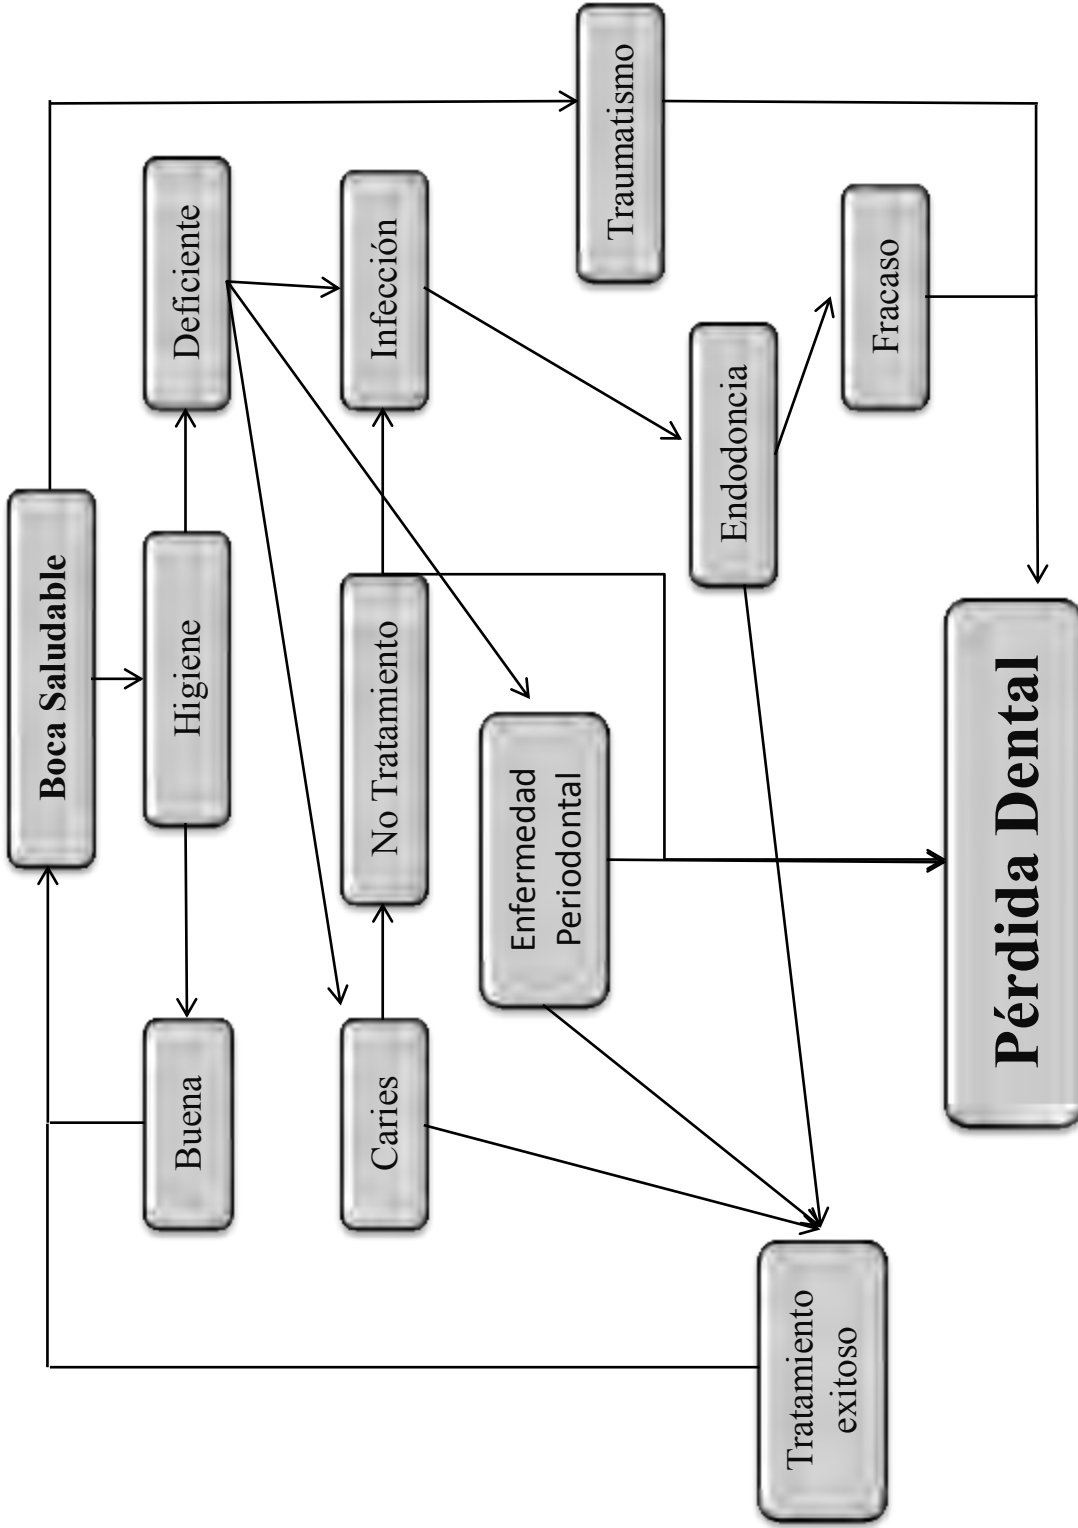 Boca Saludable
Buena
Higiene
Deficiente
Caries
No Tratamiento
Infección
Enfermedad
Periodontal
Traumatismo
Endodoncia
Tratamiento
exitoso
Fracaso
Pérdida Dental